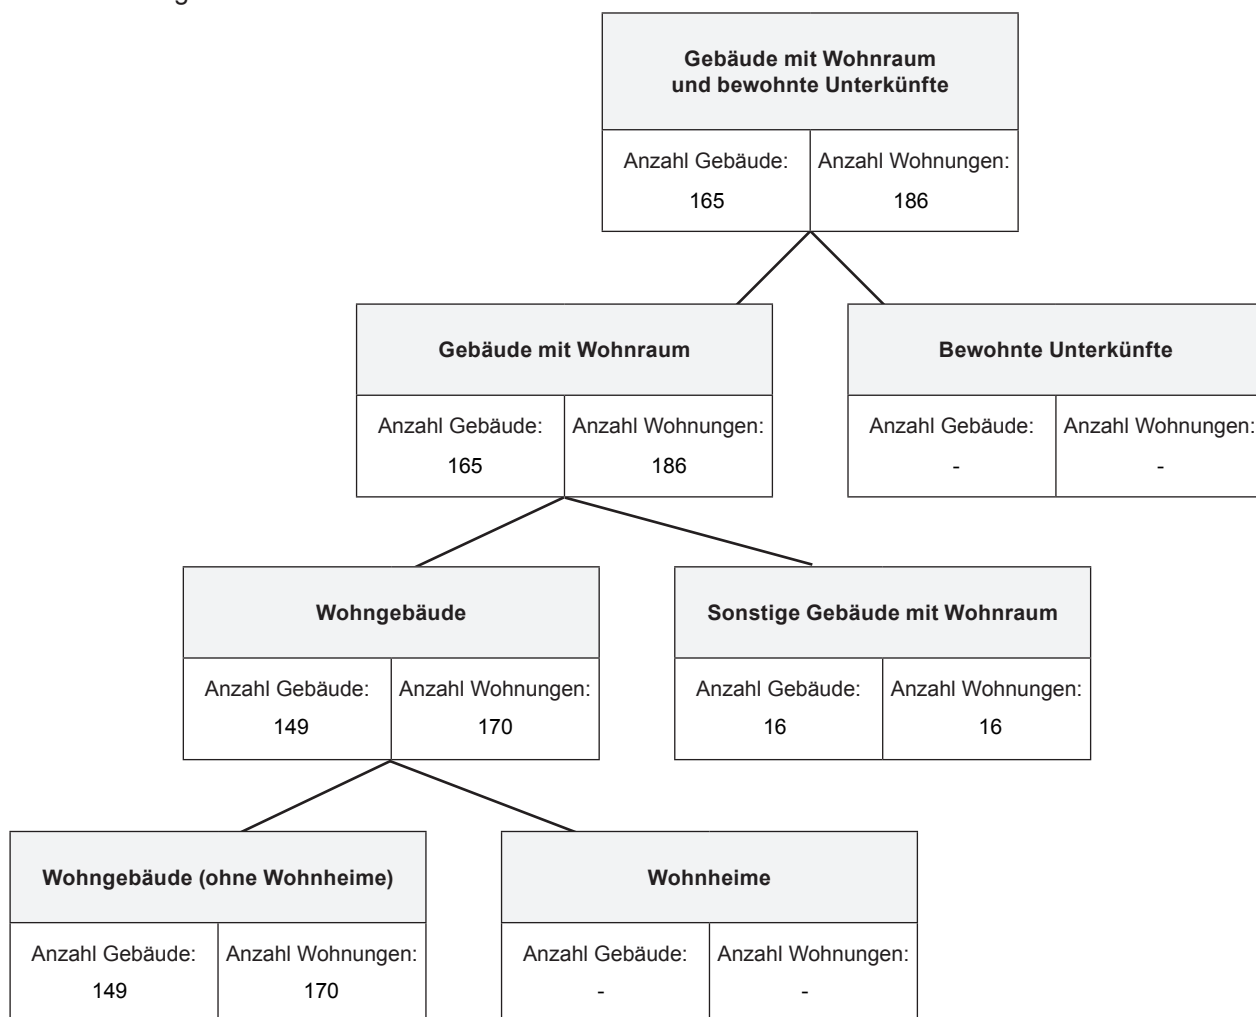 Gebäude mit Wohnraum
und bewohnte Unterkünfte
Anzahl Gebäude: Anzahl Wohnungen:
165 186
Gebäude mit Wohnraum Bewohnte Unterkünfte
Anzahl Gebäude: Anzahl Wohnungen: Anzahl Gebäude: Anzahl Wohnungen:
165 186 - -
Wohngebäude Sonstige Gebäude mit Wohnraum
Anzahl Gebäude: Anzahl Wohnungen: Anzahl Gebäude: Anzahl Wohnungen:
149 170 16 16
Wohngebäude (ohne Wohnheime) Wohnheime
Anzahl Gebäude: Anzahl Wohnungen: Anzahl Gebäude: Anzahl Wohnungen:
149 170 - -